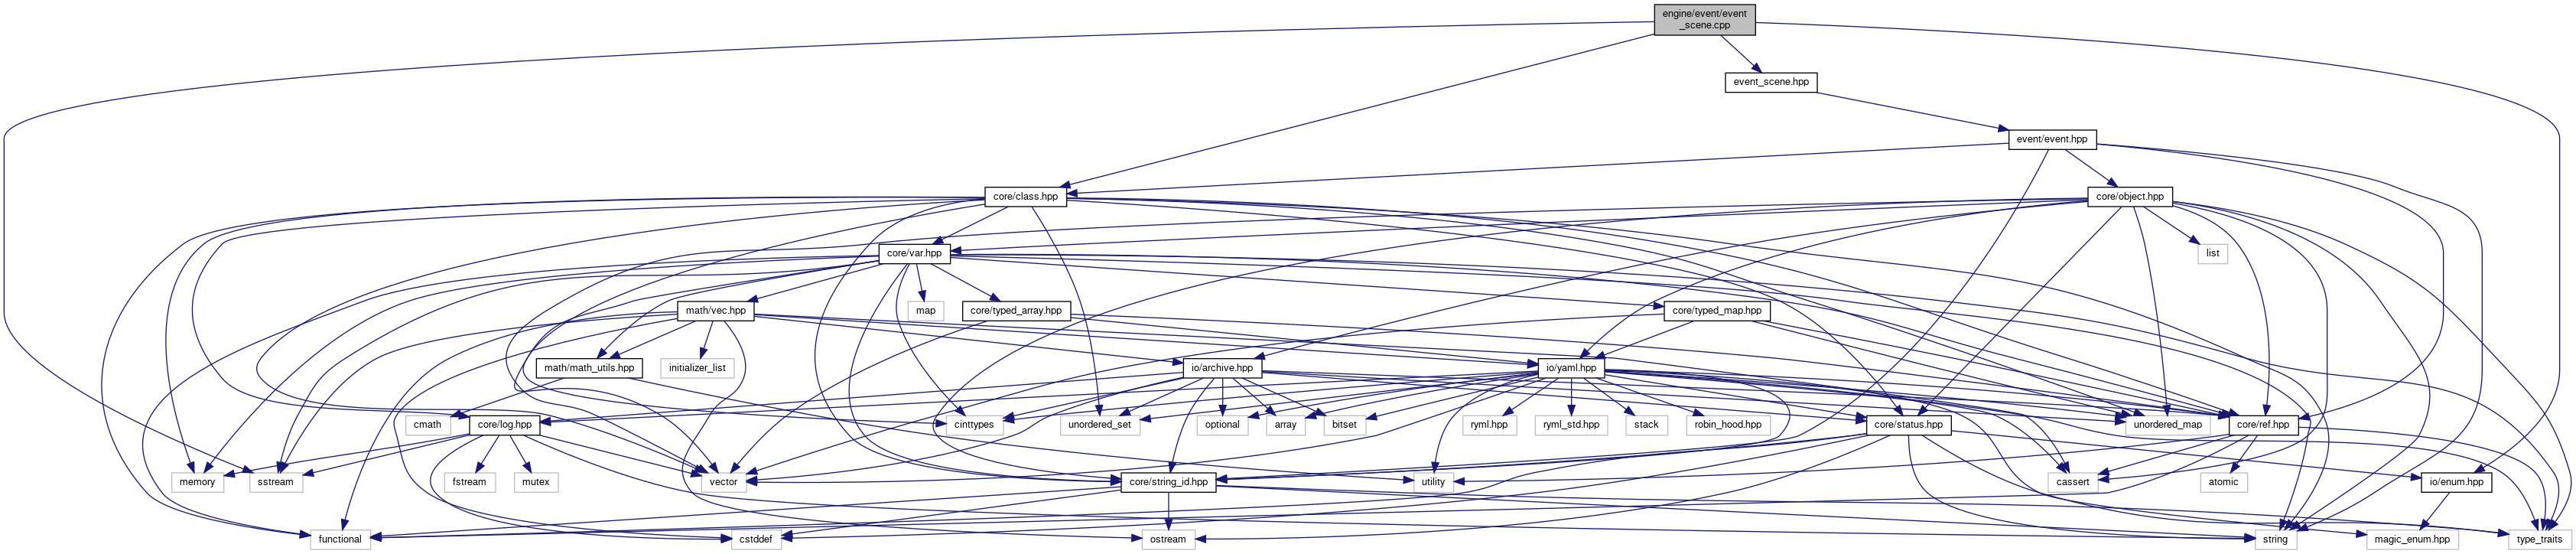 engine/event/event
_scene.cpp
event_scene.hpp
event/event.hpp
core/class.hpp
core/object.hpp
core/var.hpp
list
math/vec.hpp
map
core/typed_array.hpp
core/typed_map.hpp
math/math_utils.hpp
initializer_list
io/archive.hpp
io/yaml.hpp
cmath
core/log.hpp
cinttypes
unordered_set
optional
array
bitset
ryml.hpp
ryml_std.hpp
stack
robin_hood.hpp
core/status.hpp
unordered_map
core/ref.hpp
memory
sstream
fstream
mutex
vector
core/string_id.hpp
utility
cassert
atomic
io/enum.hpp
functional
cstddef
ostream
string
magic_enum.hpp
type_traits